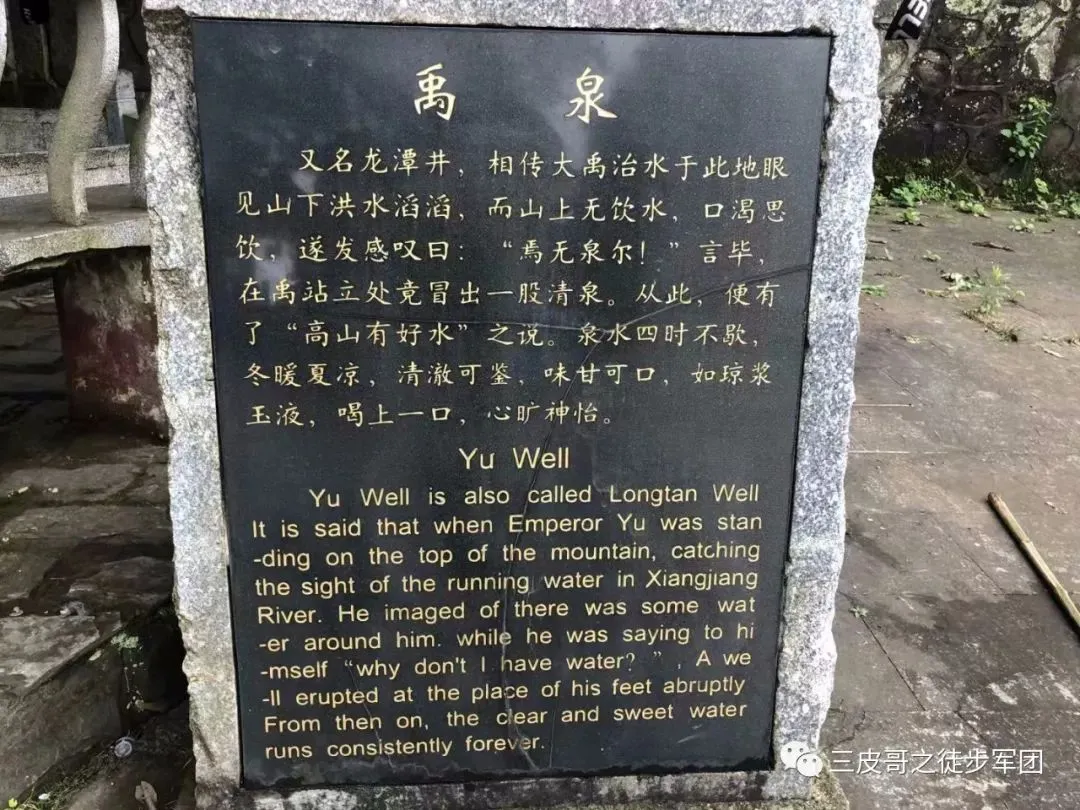 禹泉
又名龙潭井，相传大禹治水于此地眼
见山下洪水滔滔，而山上无饮水，口渴思
饮，遂发感叹曰：“焉无泉尔！”言毕，
在禹站立处竟冒出一股清泉。从此，便有
了“高山有好水”之说。泉水四时不歇，
冬暖夏凉，清澈可鉴，味甘可口，如琼浆
玉液，喝上一口，心旷神怡。
Yu Well
Yu Well is also called Longtan Well
It is said that when Emperor Yu was stan
-ding on the top of the mountain, catching
the sight of the running water in Xiangjiang
River. He imaged of there was some wat
-er around him. while he was saying to hi
-mself “why don't I have water? ”, A we
-ll erupted at the place of his feet abruptly
From then on, the clear and sweet water
runs consistently forever.
三皮哥之徒步军团